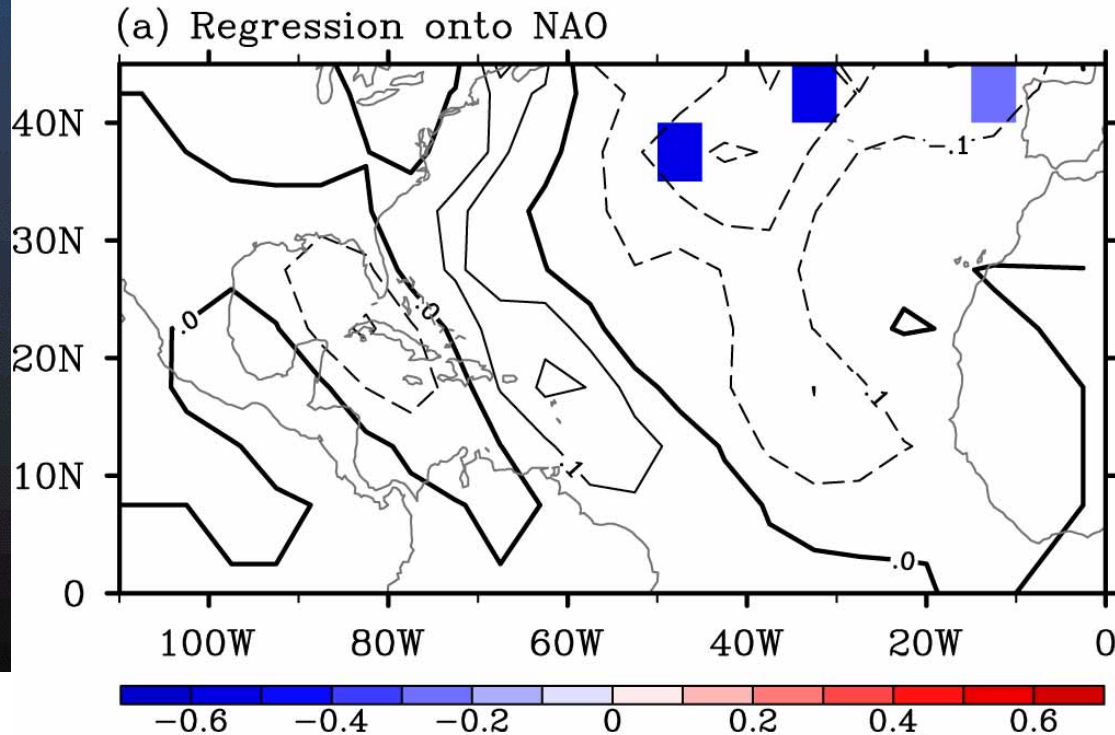 (a) Regression onto NAO
40N
30N
20N
10N
0
.0
.0
.1
.0
.1
-.1
100W 80W 60W 40W 20W 0
-0.6 -0.4 -0.2 0 0.2 0.4 0.6